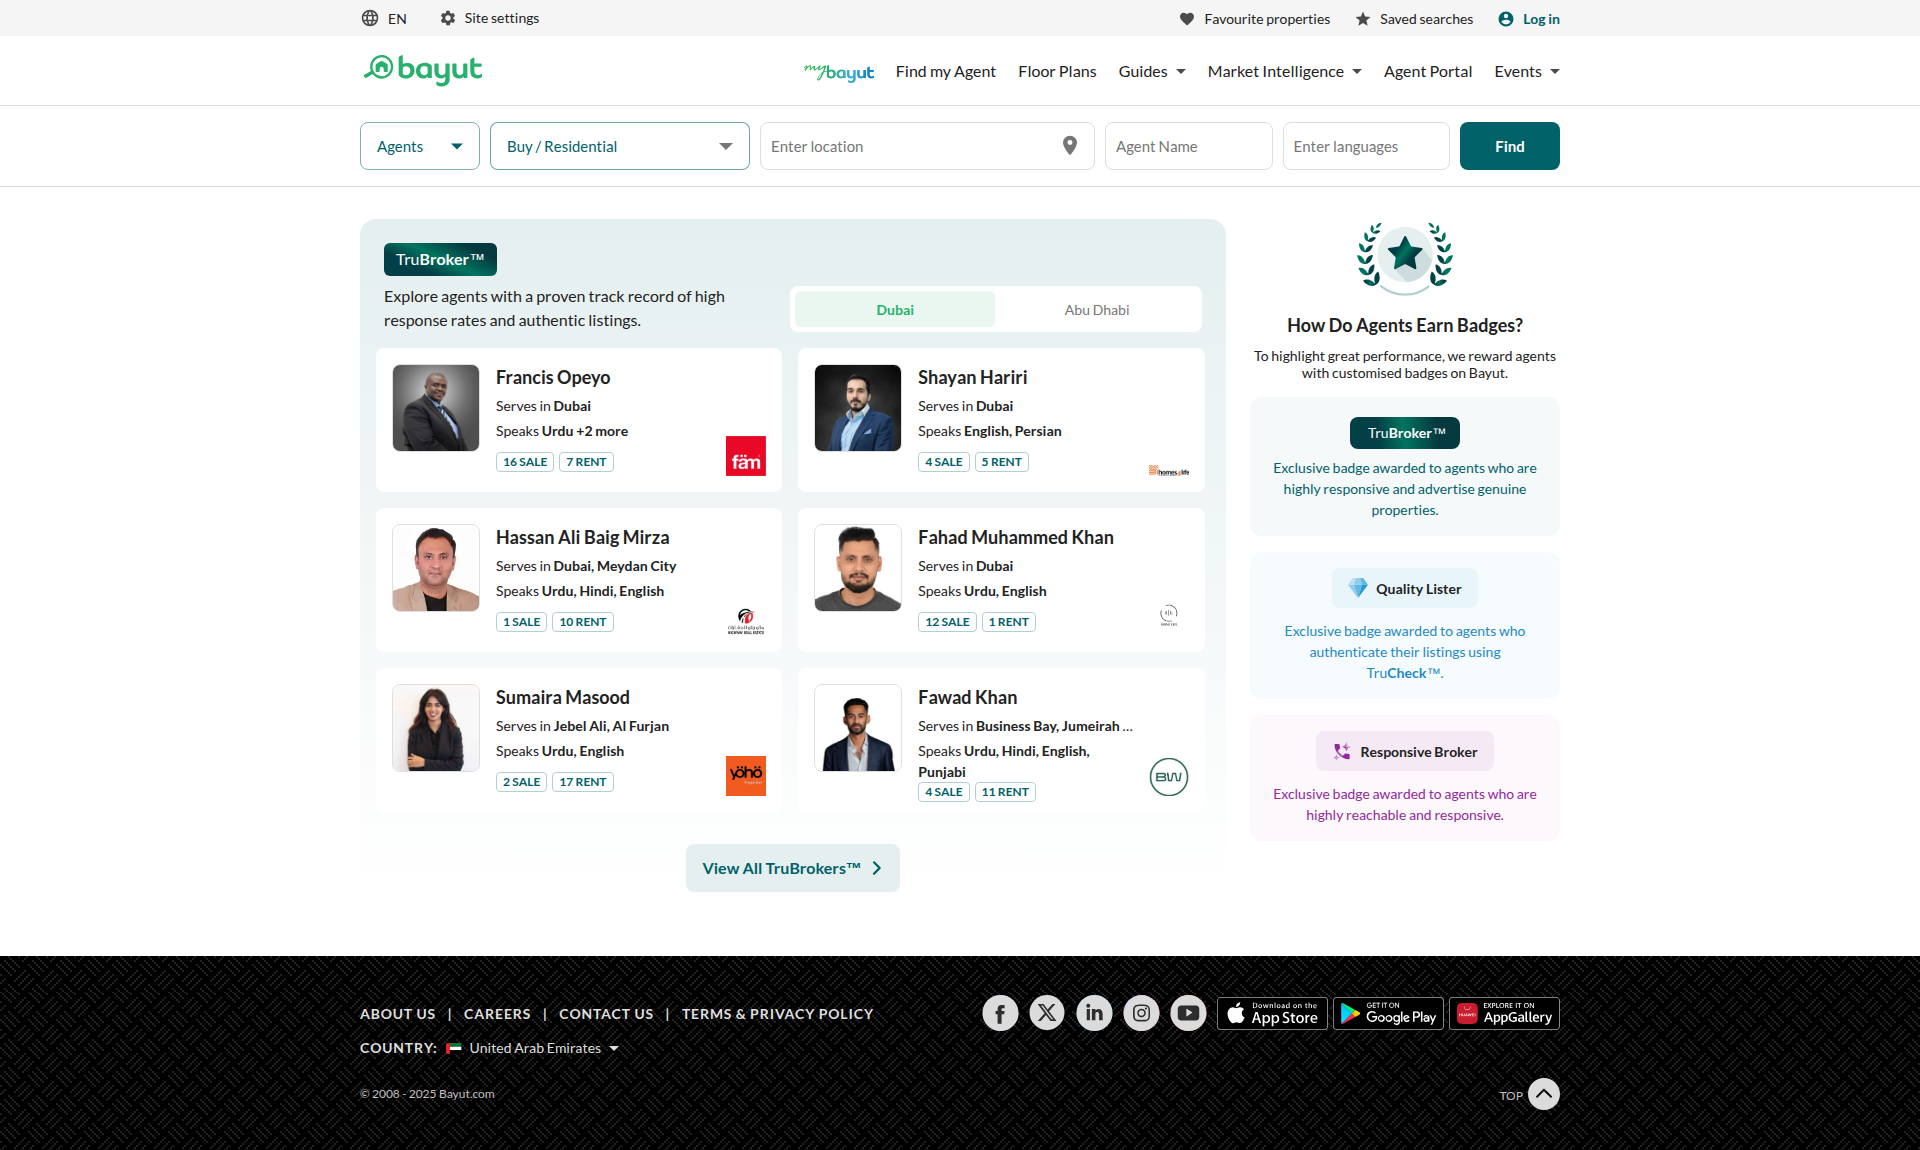 EN
Site settings
Favourite properties
Saved searches
Log in
bayut
mybayut
Find my Agent
Floor Plans
Guides
Market Intelligence
Agent Portal
Events
Agents
Buy / Residential
Enter location
Agent Name
Enter languages
Find
TruBroker™
Explore agents with a proven track record of high
response rates and authentic listings.
Dubai
Abu Dhabi
Francis Opeyo
Serves in Dubai
Speaks Urdu +2 more
16 SALE
7 RENT
fäm
Shayan Hariri
Serves in Dubai
Speaks English, Persian
4 SALE
5 RENT
homes4life
Hassan Ali Baig Mirza
Serves in Dubai, Meydan City
Speaks Urdu, Hindi, English
1 SALE
10 RENT
Fahad Muhammed Khan
Serves in Dubai
Speaks Urdu, English
12 SALE
1 RENT
Sumaira Masood
Serves in Jebel Ali, Al Furjan
Speaks Urdu, English
2 SALE
17 RENT
yöhö
Fawad Khan
Serves in Business Bay, Jumeirah ...
Speaks Urdu, Hindi, English,
Punjabi
4 SALE
11 RENT
BW
View All TruBrokers™
How Do Agents Earn Badges?
To highlight great performance, we reward agents
with customised badges on Bayut.
TruBroker™
Exclusive badge awarded to agents who are
highly responsive and advertise genuine
properties.
Quality Lister
Exclusive badge awarded to agents who
authenticate their listings using
TruCheck™.
Responsive Broker
Exclusive badge awarded to agents who are
highly reachable and responsive.
ABOUT US | CAREERS | CONTACT US | TERMS & PRIVACY POLICY
Download on the
App Store
GET IT ON
Google Play
HUAWEI
EXPLORE IT ON
AppGallery
COUNTRY: United Arab Emirates
© 2008 - 2025 Bayut.com
TOP